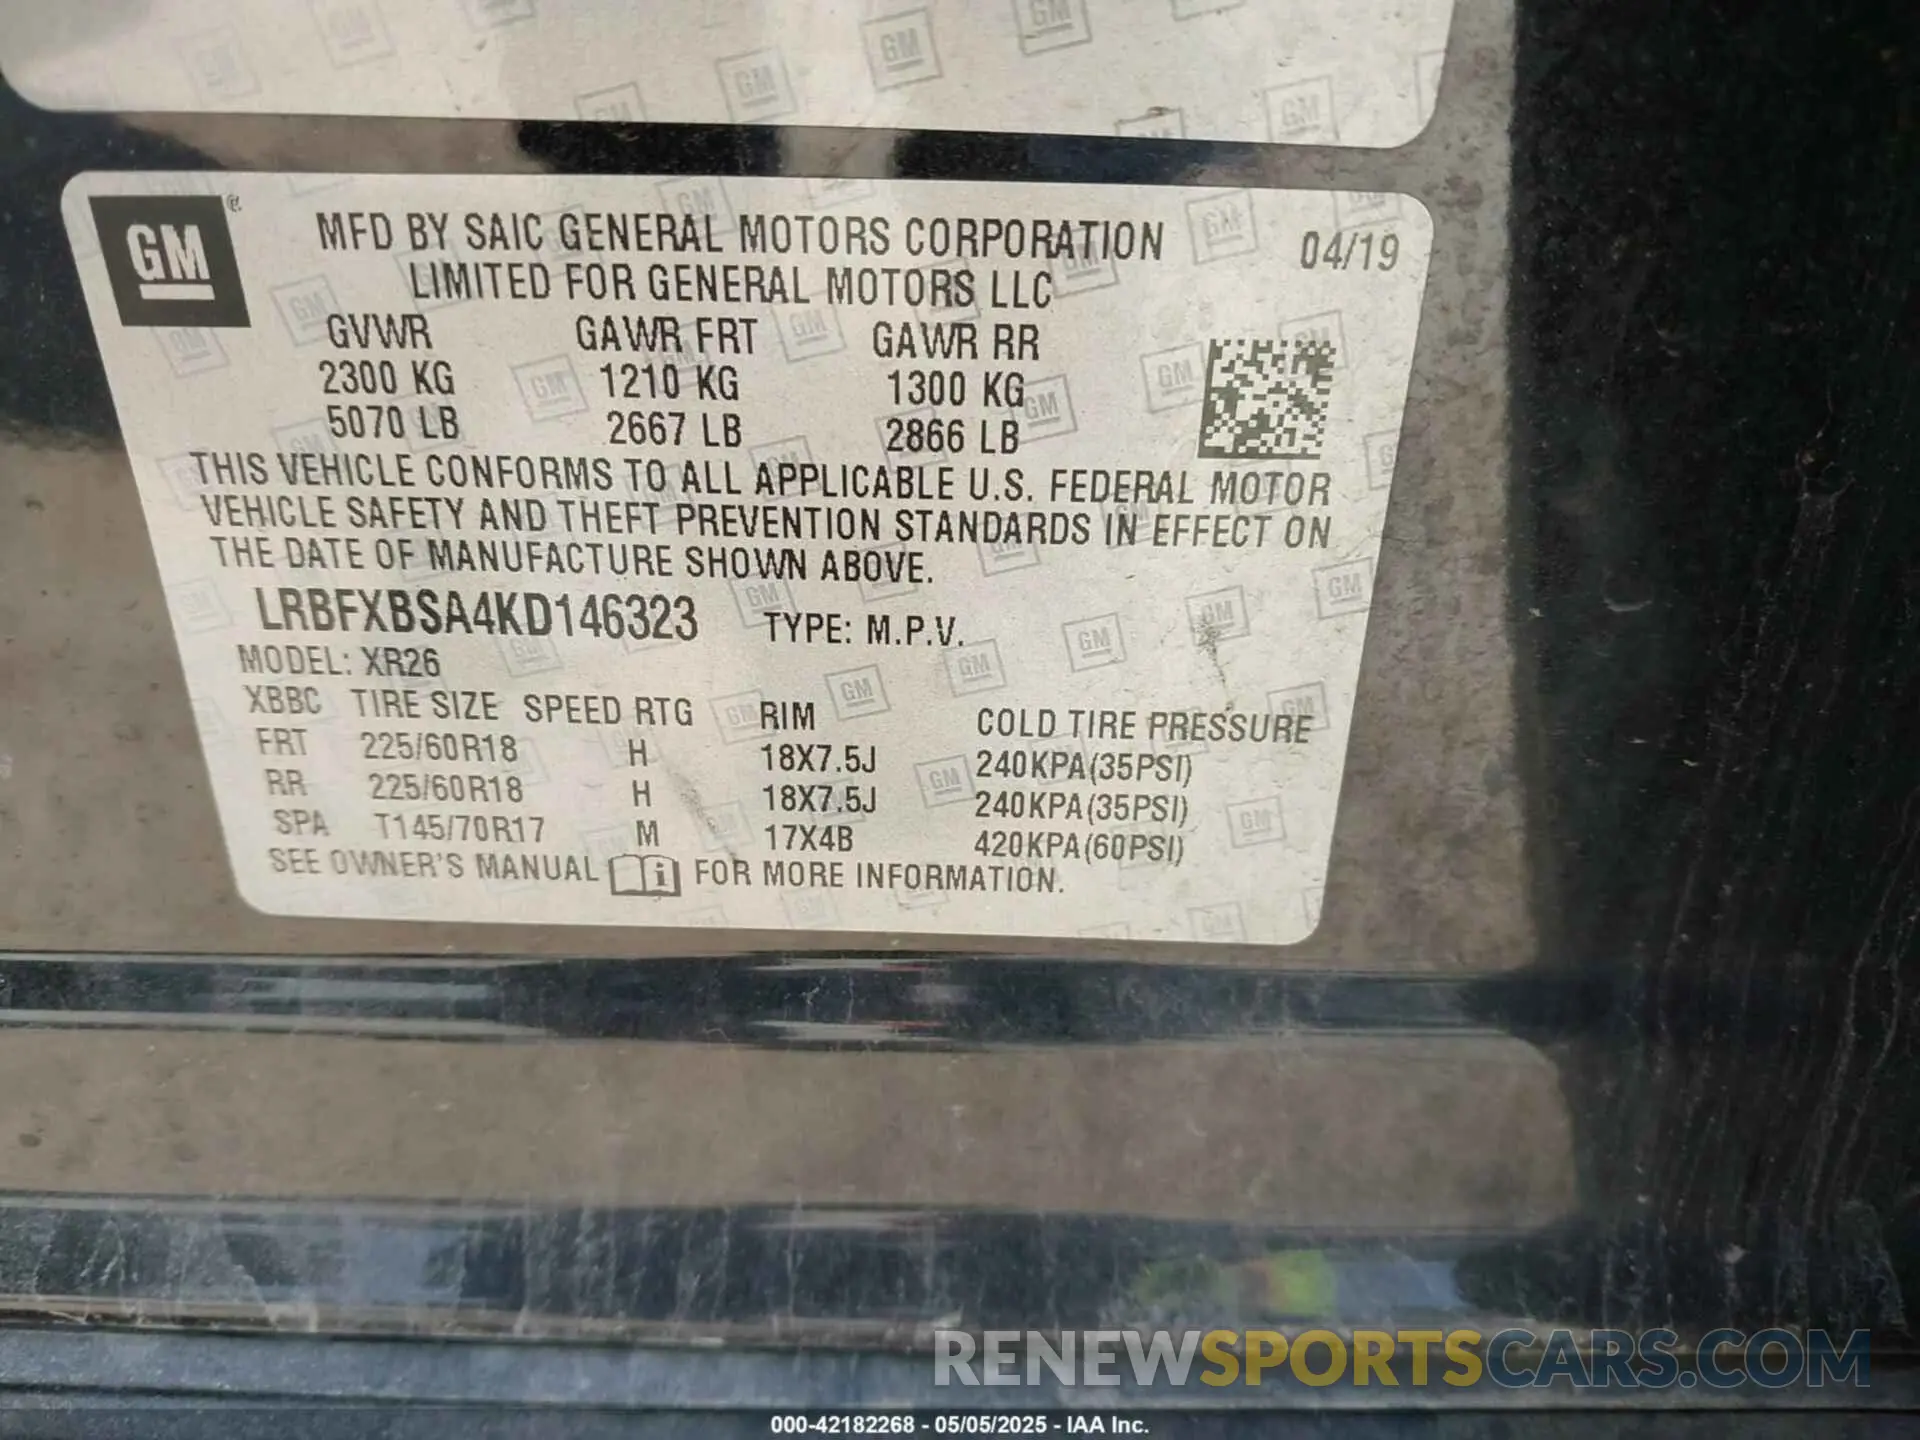 GM
MFD BY SAIC GENERAL MOTORS CORPORATION 04/19
LIMITED FOR GENERAL MOTORS LLC
GVWR GAWR FRT GAWR RR
2300 KG 1210 KG 1300 KG
5070 LB 2667 LB 2866 LB
THIS VEHICLE CONFORMS TO ALL APPLICABLE U.S. FEDERAL MOTOR
VEHICLE SAFETY AND THEFT PREVENTION STANDARDS IN EFFECT ON
THE DATE OF MANUFACTURE SHOWN ABOVE.
LRBFXBSA4KD146323 TYPE: M.P.V.
MODEL: XR26
XBBC TIRE SIZE SPEED RTG RIM COLD TIRE PRESSURE
FRT 225/60R18 H 18X7.5J 240KPA(35PSI)
RR 225/60R18 H 18X7.5J 240KPA(35PSI)
SPA T145/70R17 M 17X4B 420KPA(60PSI)
SEE OWNER'S MANUAL i FOR MORE INFORMATION.
RENEWSPORTSCARS.COM
000-42182268 - 05/05/2025 - IAA Inc.